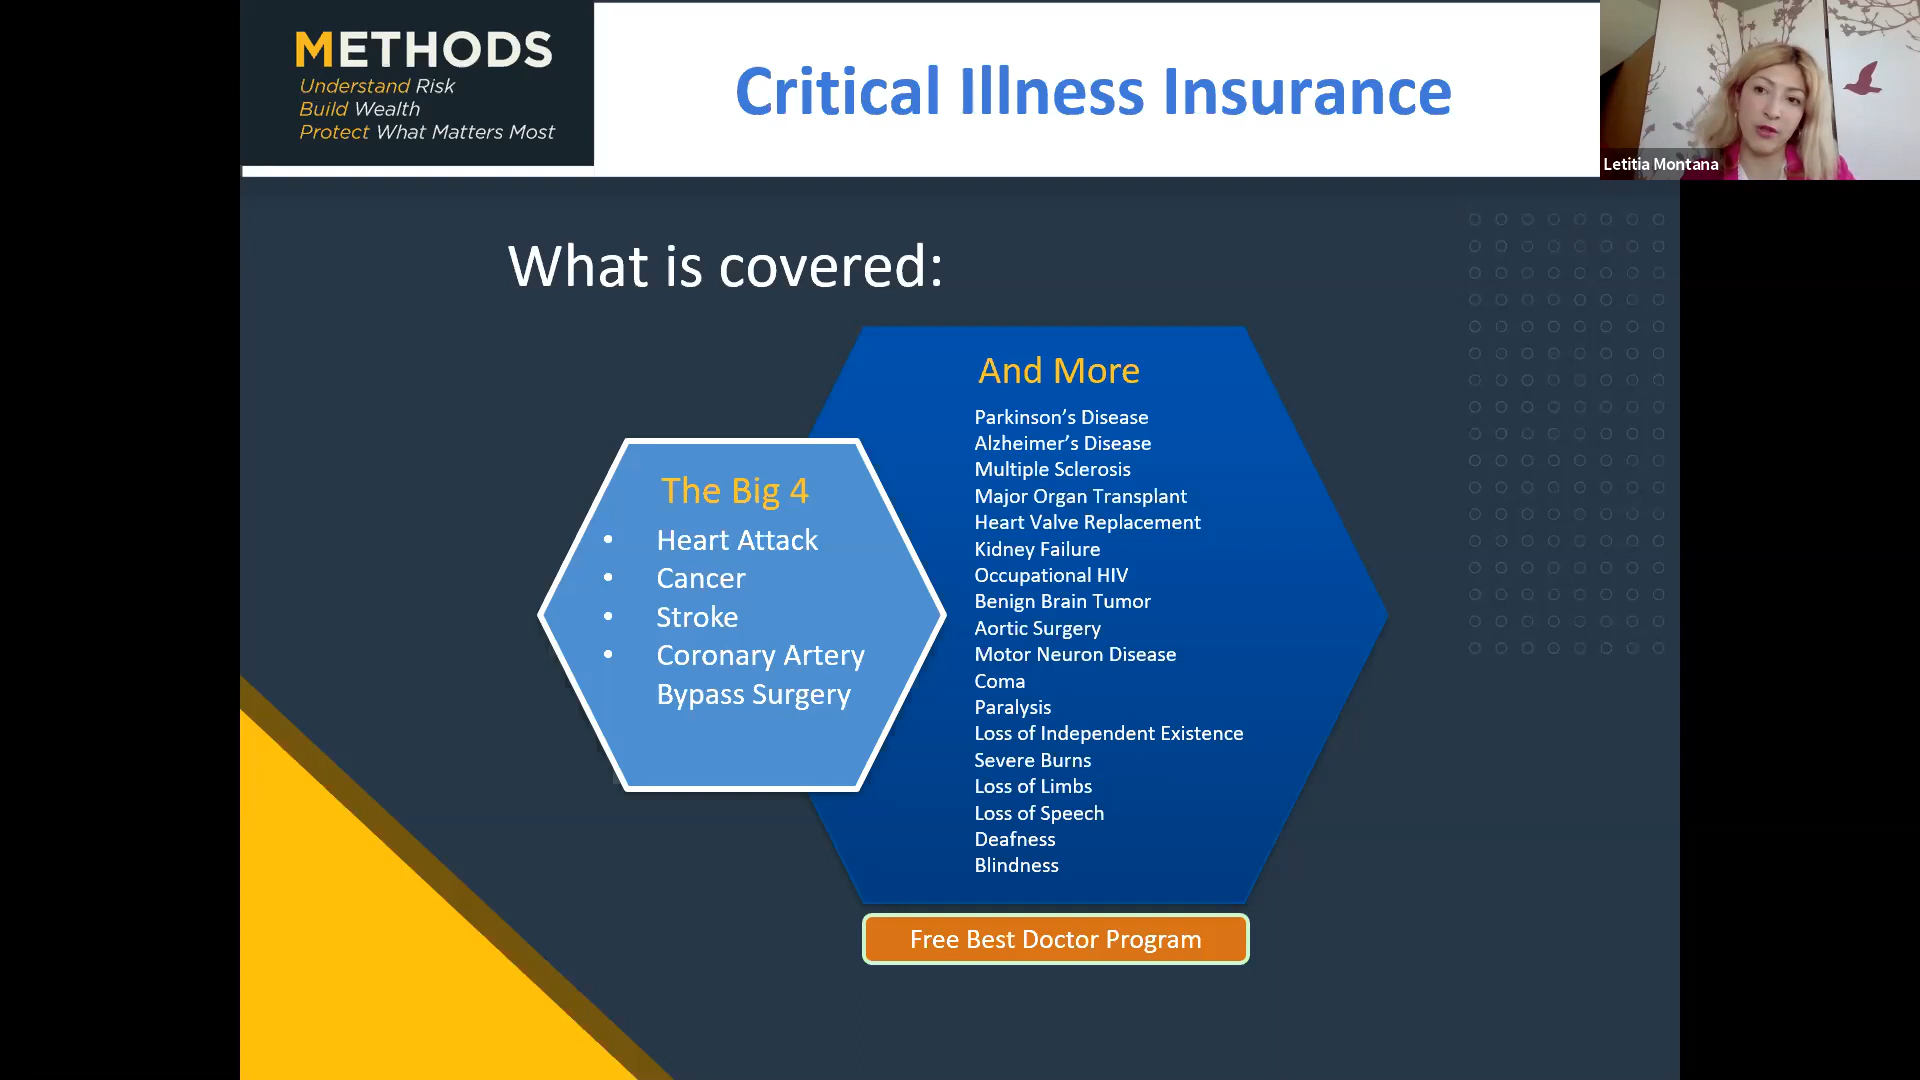 METHODS
Understand Risk
Build Wealth
Protect What Matters Most
Critical Illness Insurance
Letitia Montana
What is covered:
The Big 4
• Heart Attack
• Cancer
• Stroke
• Coronary Artery
Bypass Surgery
And More
Parkinson’s Disease
Alzheimer’s Disease
Multiple Sclerosis
Major Organ Transplant
Heart Valve Replacement
Kidney Failure
Occupational HIV
Benign Brain Tumor
Aortic Surgery
Motor Neuron Disease
Coma
Paralysis
Loss of Independent Existence
Severe Burns
Loss of Limbs
Loss of Speech
Deafness
Blindness
Free Best Doctor Program